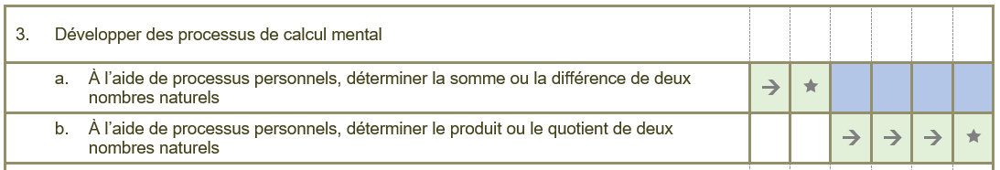 3. Développer des processus de calcul mental
a. À l’aide de processus personnels, déterminer la somme ou la différence de deux
nombres naturels
→ ★
b. À l’aide de processus personnels, déterminer le produit ou le quotient de deux
nombres naturels
→ → → ★